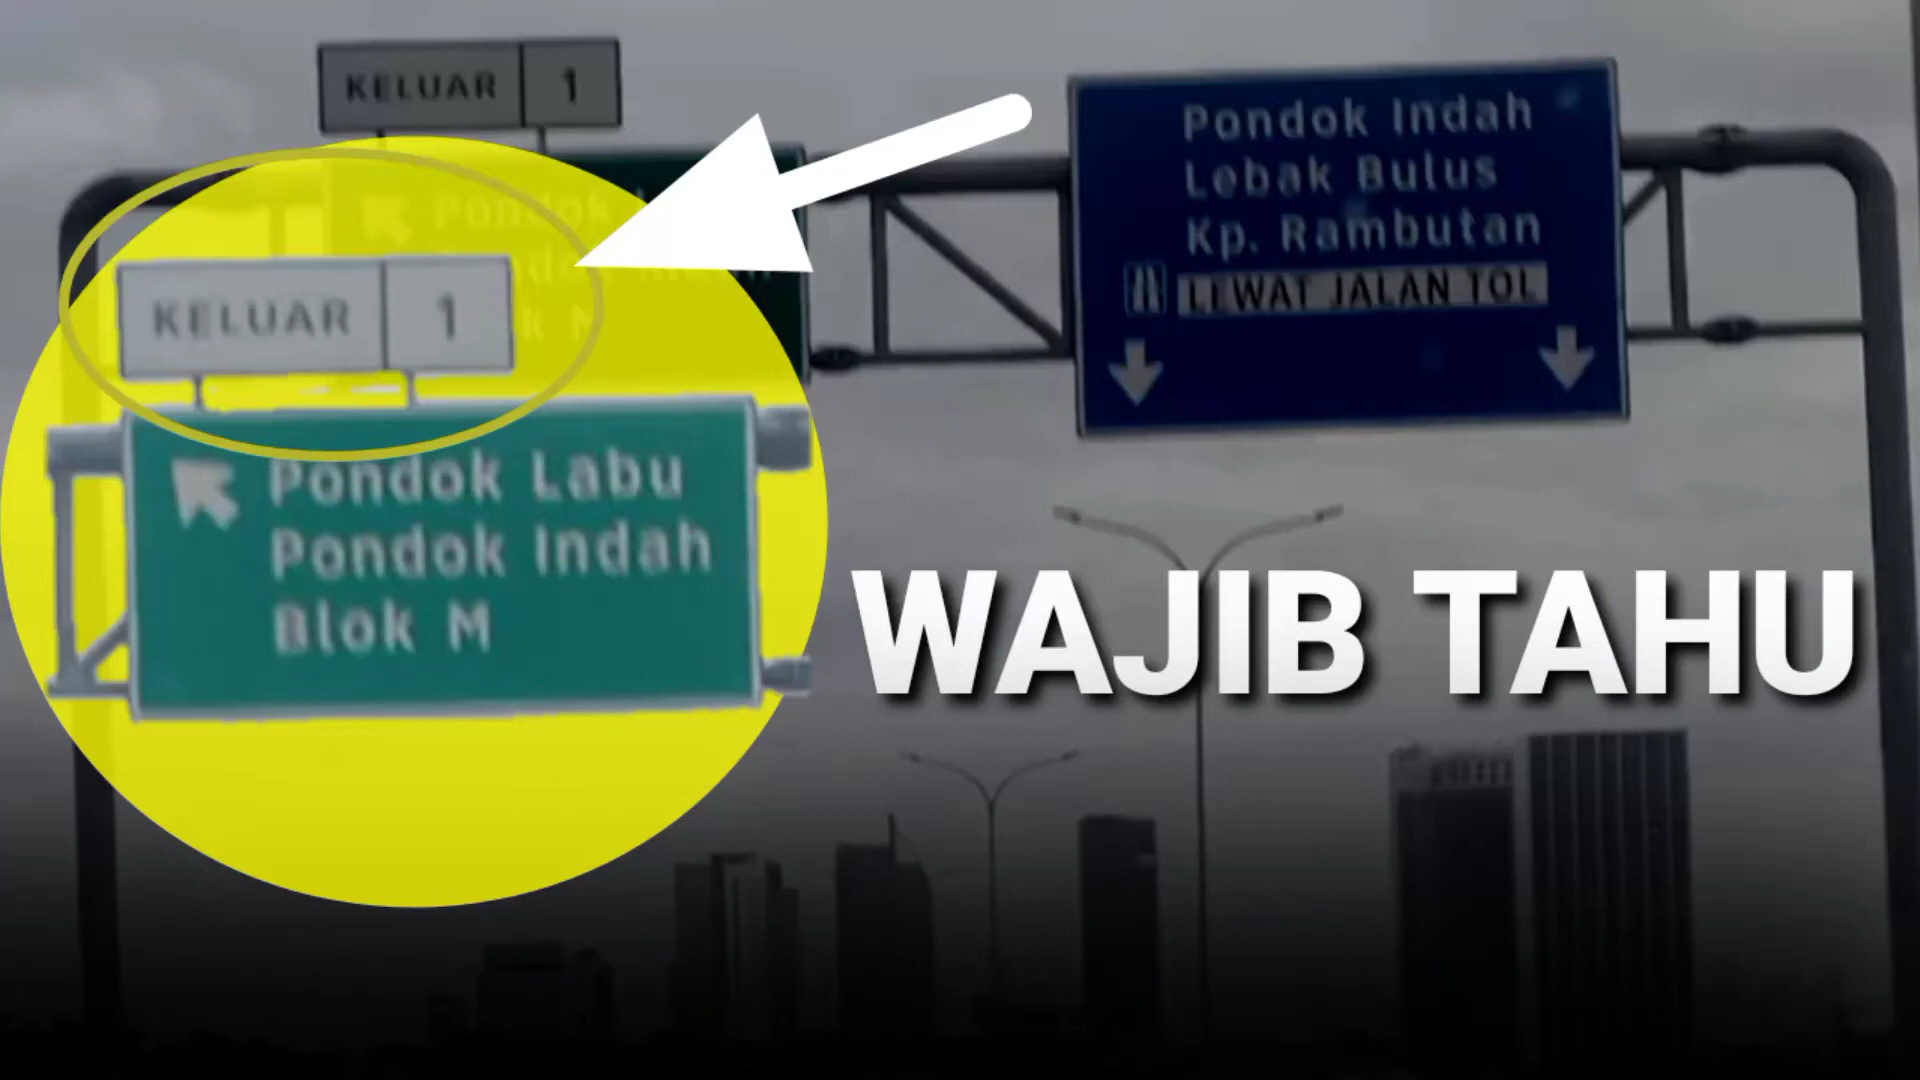 KELUAR 1
Pondok
KELUAR 1
Pondok Labu
Pondok Indah
Blok M
Pondok Indah
Lebak Bulus
Kp. Rambutan
LEWAT JALAN TOL
WAJIB TAHU